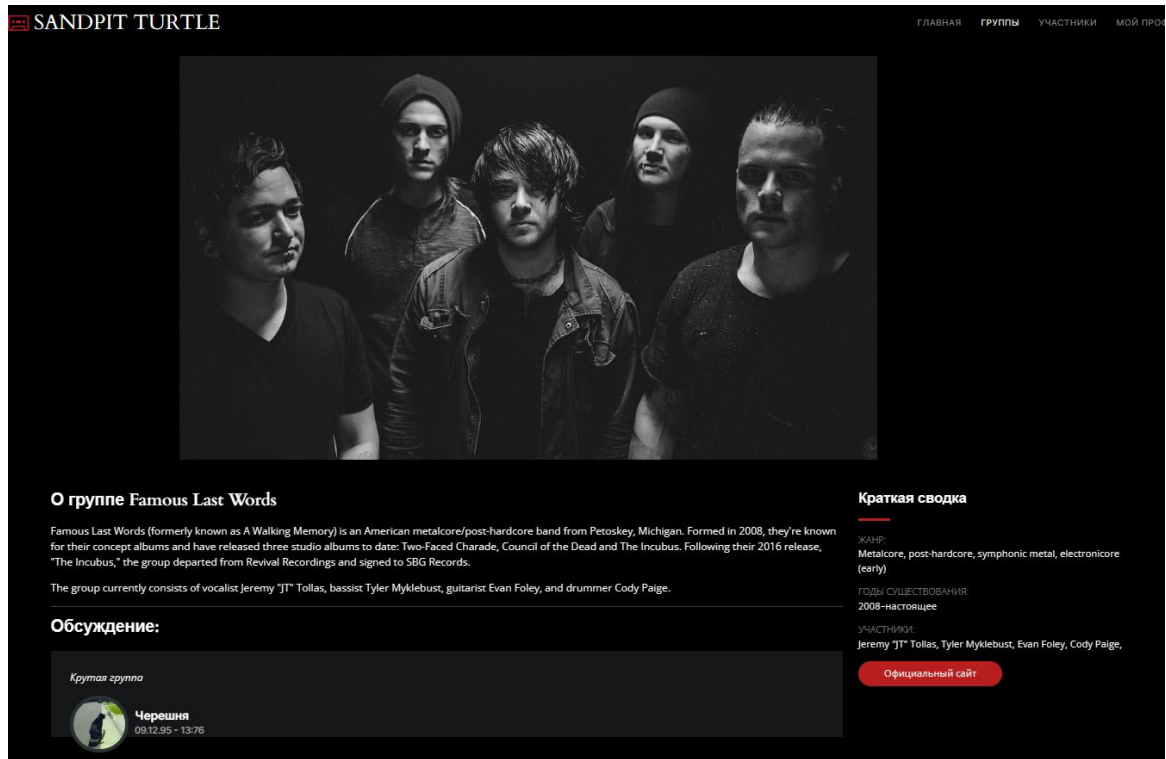 SANDPIT TURTLE
ГЛАВНАЯ ГРУППЫ УЧАСТНИКИ МОЙ ПРОФ
О группе Famous Last Words
Famous Last Words (formerly known as A Walking Memory) is an American metalcore/post-hardcore band from Petoskey, Michigan. Formed in 2008, they're known
for their concept albums and have released three studio albums to date: Two-Faced Charade, Council of the Dead and The Incubus. Following their 2016 release,
"The Incubus," the group departed from Revival Recordings and signed to SBG Records.
The group currently consists of vocalist Jeremy "JT" Tollas, bassist Tyler Myklebust, guitarist Evan Foley, and drummer Cody Paige.
Обсуждение:
Крутая группа
Черешня
09.12.95 - 13:76
Краткая сводка
ЖАНР:
Metalcore, post-hardcore, symphonic metal, electronicore
(early)
ГОДЫ СУЩЕСТВОВАНИЯ:
2008–настоящее
УЧАСТНИКИ:
Jeremy "JT" Tollas, Tyler Myklebust, Evan Foley, Cody Paige,
Официальный сайт